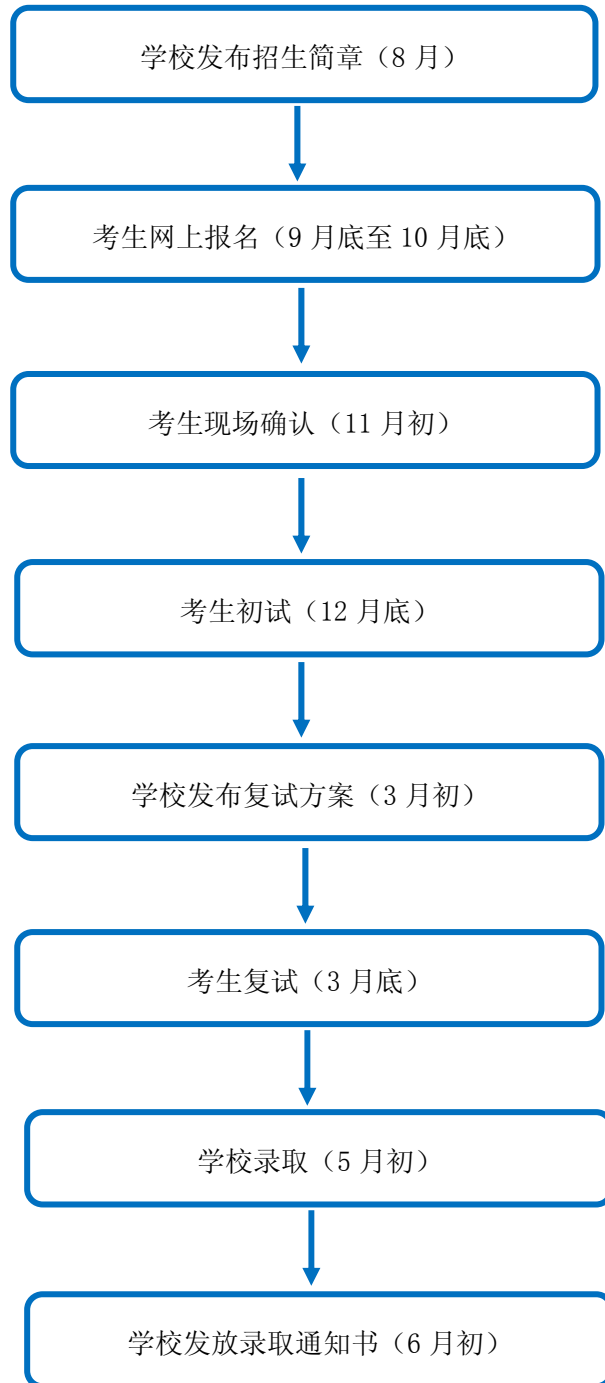 学校发布招生简章（8 月）
考生网上报名（9 月底至 10 月底）
考生现场确认（11 月初）
考生初试（12 月底）
学校发布复试方案（3 月初）
考生复试（3 月底）
学校录取（5 月初）
学校发放录取通知书（6 月初）